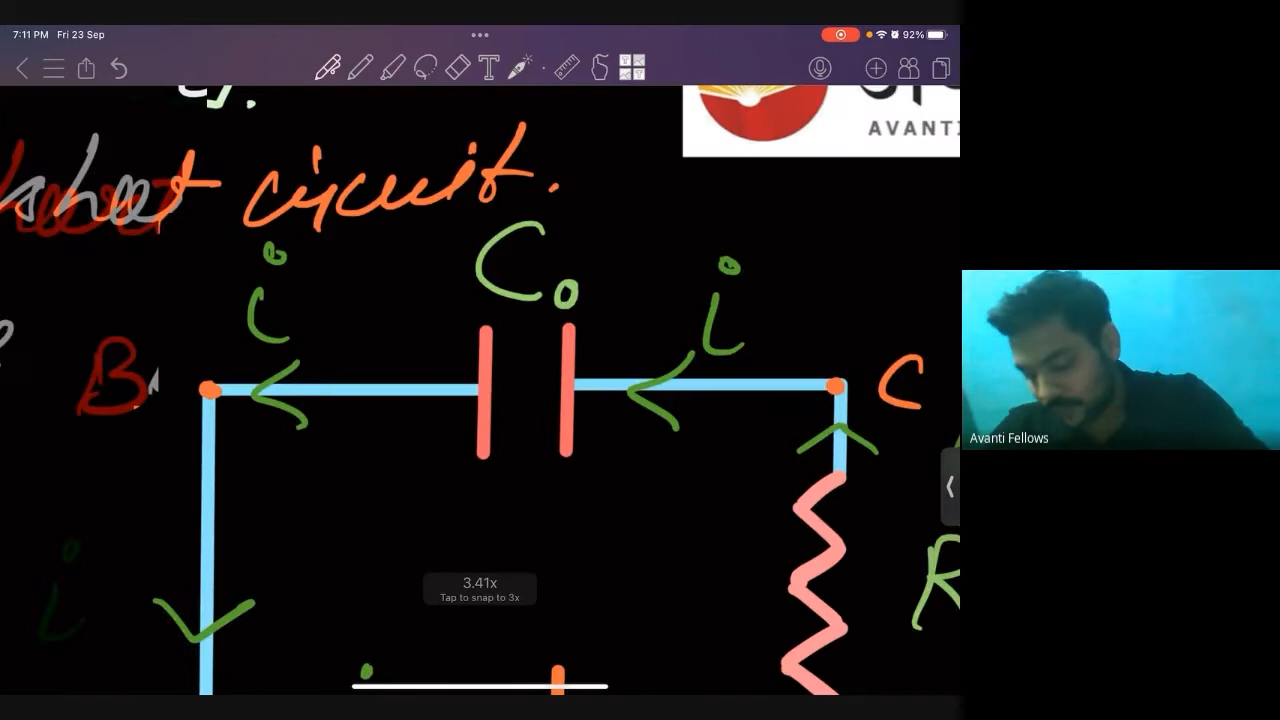 7:11 PM Fri 23 Sep
92%
AVANTI
short circuit.
i
C₀
i
B
C
i
R
3.41x
Tap to snap to 3x
Avanti Fellows